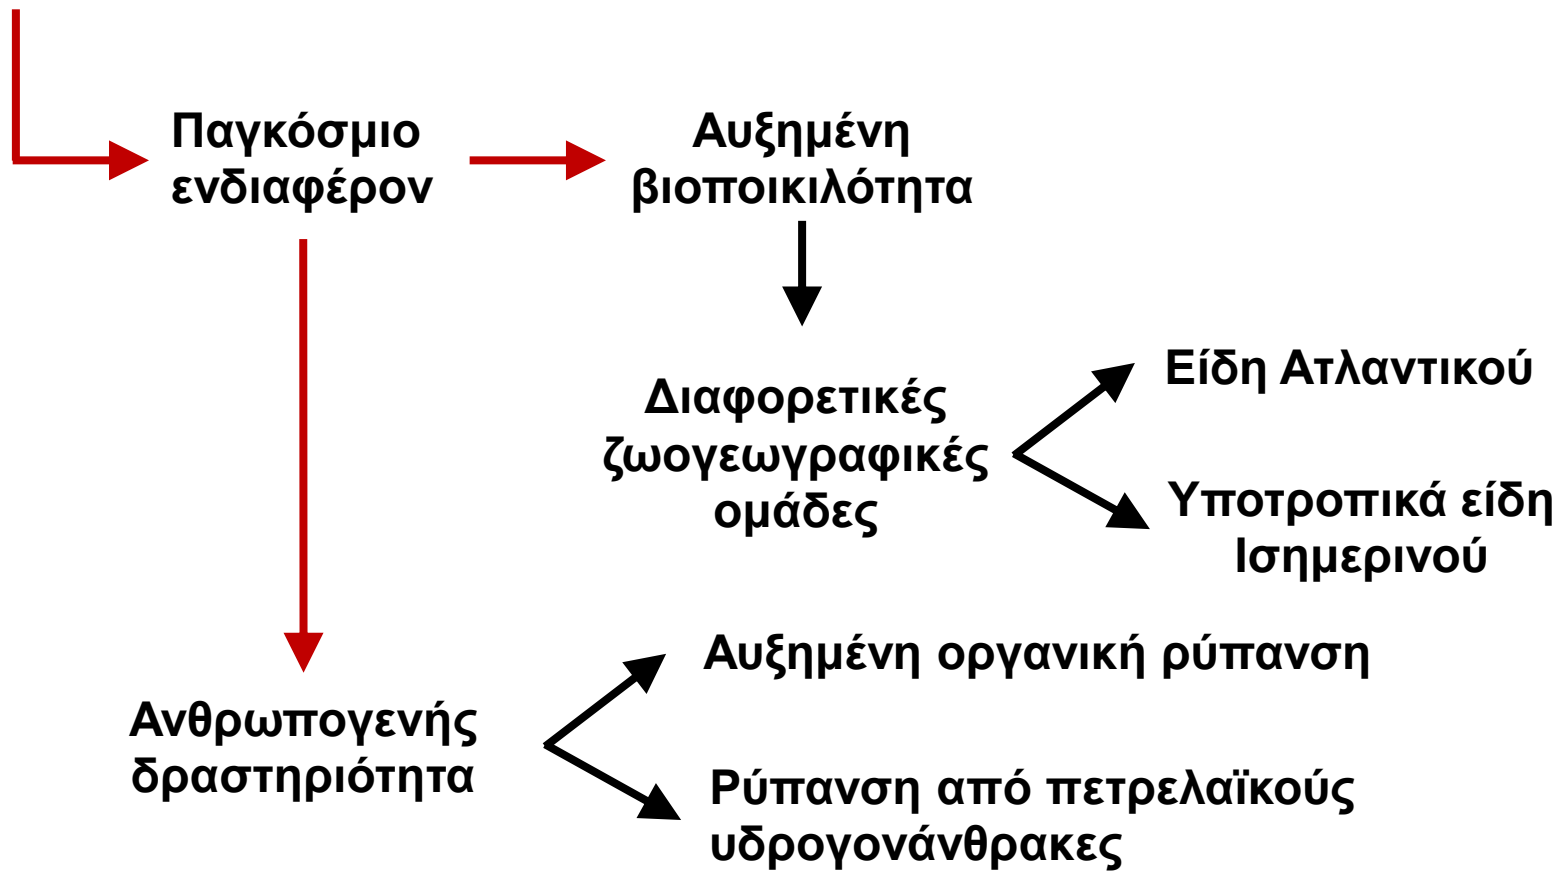 Παγκόσμιο
ενδιαφέρον
Αυξημένη
βιοποικιλότητα
Διαφορετικές
ζωογεωγραφικές
ομάδες
Είδη Ατλαντικού
Υποτροπικά είδη
Ισημερινού
Ανθρωπογενής
δραστηριότητα
Αυξημένη οργανική ρύπανση
Ρύπανση από πετρελαϊκούς
υδρογονάνθρακες